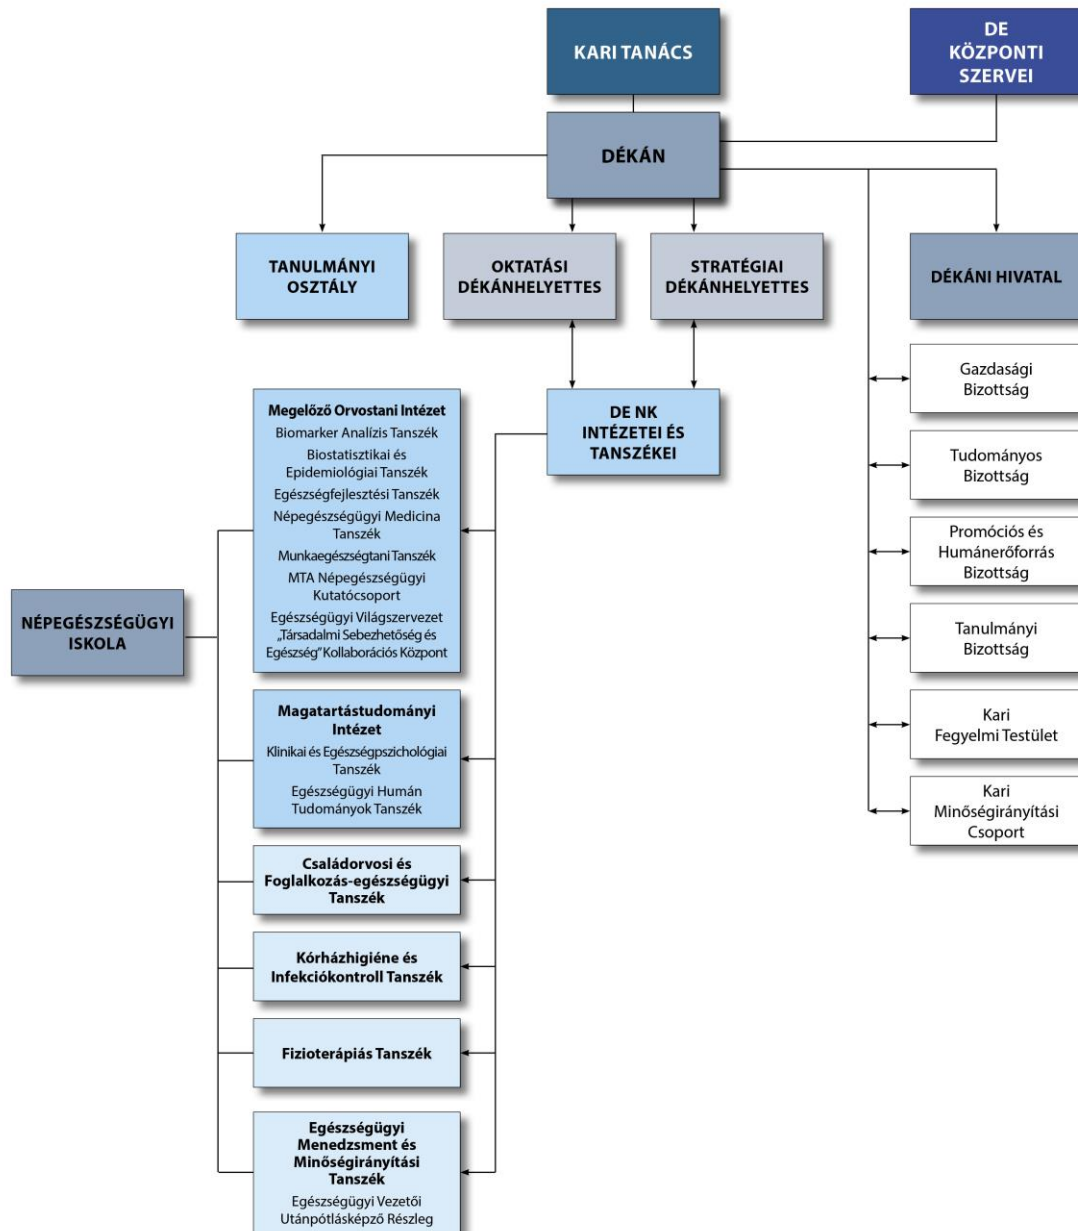 KARI TANÁCS
DE
KÖZPONTI
SZERVEI
DÉKÁN
TANULMÁNYI
OSZTÁLY
OKTATÁSI
DÉKÁNHELYETTES
STRATÉGIAI
DÉKÁNHELYETTES
DÉKÁNI HIVATAL
DE NK
INTÉZETEI ÉS
TANSZÉKEI
Gazdasági
Bizottság
Tudományos
Bizottság
Promóciós és
Humánerőforrás
Bizottság
Tanulmányi
Bizottság
Kari
Fegyelmi Testület
Kari
Minőségirányítási
Csoport
NÉPEGÉSZSÉGÜGYI
ISKOLA
Megelőző Orvostani Intézet
Biomarker Analízis Tanszék
Biostatisztikai és
Epidemiológiai Tanszék
Egészségfejlesztési Tanszék
Népegészségügyi Medicina
Tanszék
Munkaegészségtani Tanszék
MTA Népegészségügyi
Kutatócsoport
Egészségügyi Világszervezet
„Társadalmi Sebezhetőség és
Egészség” Kollaborációs Központ
Magatartástudományi
Intézet
Klinikai és Egészségpszichológiai
Tanszék
Egészségügyi Humán
Tudományok Tanszék
Családorvosi és
Foglalkozás-egészségügyi
Tanszék
Kórházhigiéne és
Infekciókontroll Tanszék
Fizioterápiás Tanszék
Egészségügyi
Menedzsment és
Minőségirányítási
Tanszék
Egészségügyi Vezetői
Utánpótlásképző Részleg